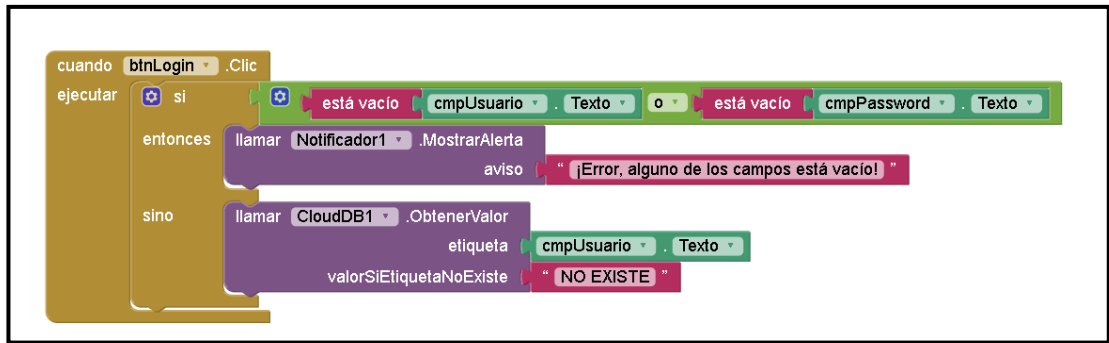 cuando btnLogin .Clic
ejecutar si está vacío cmpUsuario . Texto o está vacío cmpPassword . Texto
entonces llamar Notificador1 .MostrarAlerta
aviso " ¡Error, alguno de los campos está vacío! "
sino llamar CloudDB1 .ObtenerValor
etiqueta cmpUsuario . Texto
valorSiEtiquetaNoExiste " NO EXISTE "